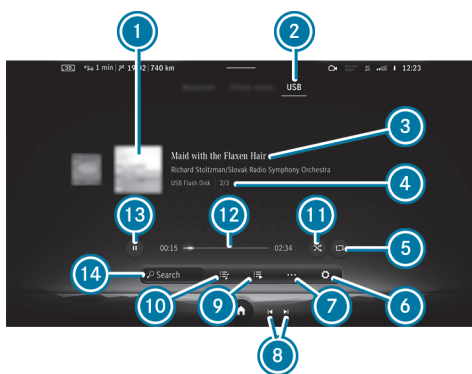 1
2
1 min 19:02 740 km
12:23
USB
3
Maid with the Flaxen Hair
Richard Stoltzman/Slovak Radio Symphony Orchestra
USB Flash Disk 2/3
4
13
12
11
00:15
02:34
5
14
Search
10
9
7
6
8